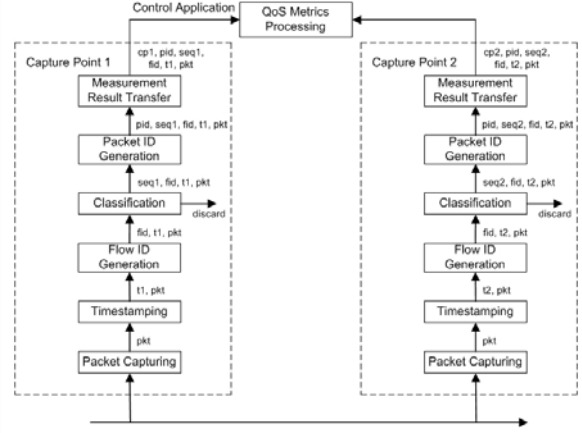 Control Application
QoS Metrics
Processing
Capture Point 1
cp1, pid, seq1,
fid, t1, pkt
Measurement
Result Transfer
pid, seq1, fid, t1, pkt
Packet ID
Generation
seq1, fid, t1, pkt
Classification
discard
fid, t1, pkt
Flow ID
Generation
t1, pkt
Timestamping
pkt
Packet Capturing
Capture Point 2
cp2, pid, seq2,
fid, t2, pkt
Measurement
Result Transfer
pid, seq2, fid, t2, pkt
Packet ID
Generation
seq2, fid, t2, pkt
Classification
discard
fid, t2, pkt
Flow ID
Generation
t2, pkt
Timestamping
pkt
Packet Capturing